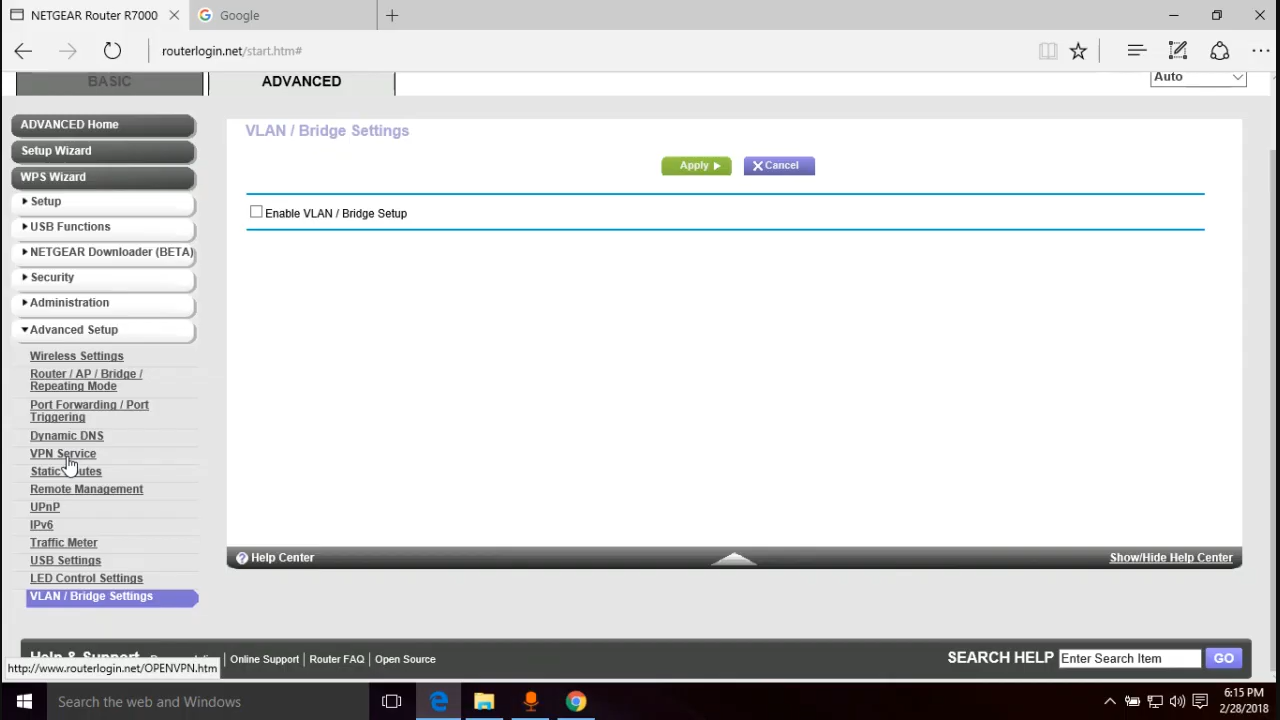 NETGEAR Router R7000
Google
routerlogin.net/start.htm#
BASIC
ADVANCED
Auto
ADVANCED Home
Setup Wizard
WPS Wizard
Setup
USB Functions
NETGEAR Downloader (BETA)
Security
Administration
Advanced Setup
Wireless Settings
Router / AP / Bridge /
Repeating Mode
Port Forwarding / Port
Triggering
Dynamic DNS
VPN Service
Static
Remote Management
UPnP
IPv6
Traffic Meter
USB Settings
LED Control Settings
VLAN / Bridge Settings
VLAN / Bridge Settings
Apply
Cancel
Enable VLAN / Bridge Setup
Help Center
Show/Hide Help Center
Help & Support
| Online Support | Router FAQ | Open Source
SEARCH HELP
Enter Search Item
GO
http://www.routerlogin.net/OPENVPN.htm
Search the web and Windows
6:15 PM
2/28/2018